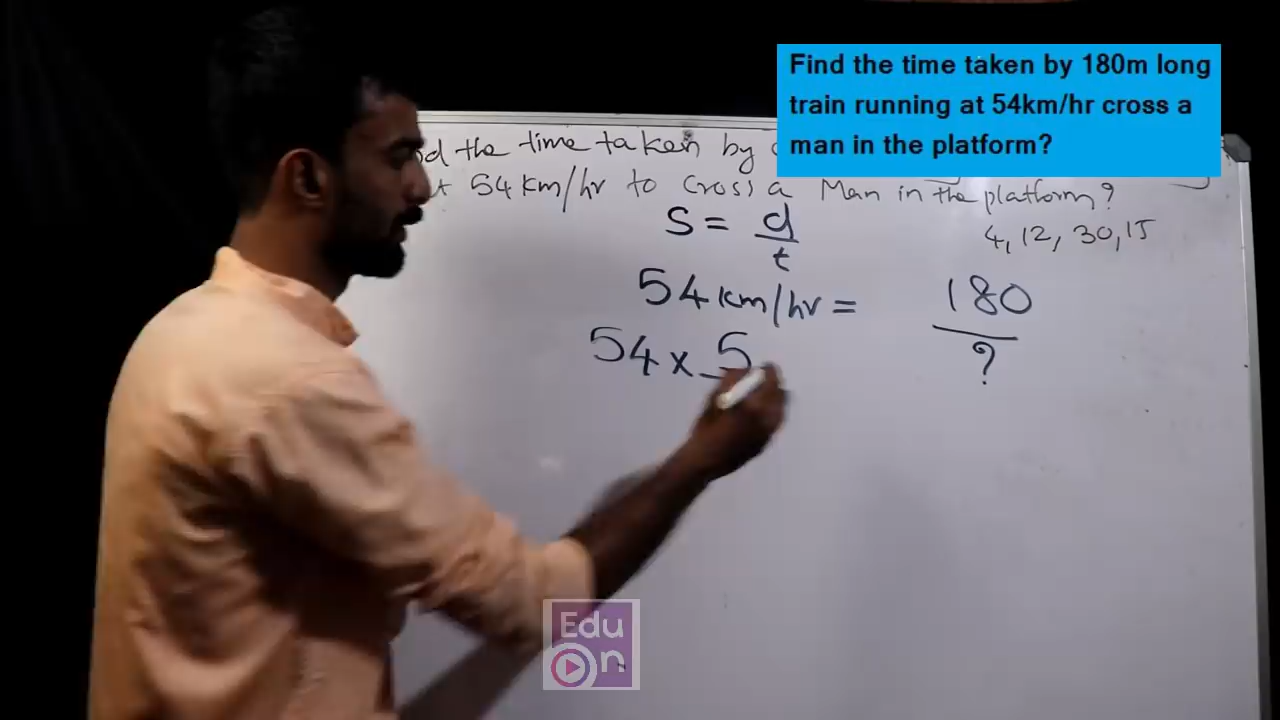 Find the time taken by 180m long
train running at 54km/hr cross a
man in the platform?
the time taken by
54 km/hr to cross a Man in the platform?
S = d/t
4, 12, 30, 15
54 km/hr = 180/?
54 x 5
Edu
On